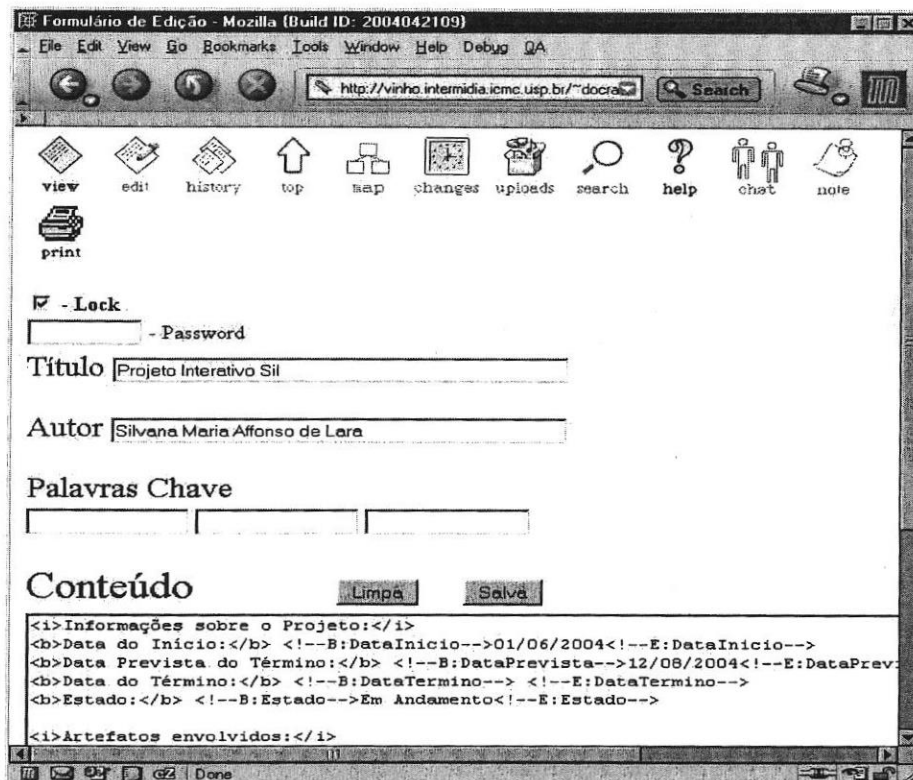 Formulário de Edição - Mozilla {Build ID: 2004042109}
File Edit View Go Bookmarks Tools Window Help Debug QA
http://vinho.intermidia.icmc.usp.br/~docra Search
view edit history top map changes uploads search help chat note
print
- Lock
- Password
Título Projeto Interativo Sil
Autor Silvana Maria Affonso de Lara
Palavras Chave
Conteúdo Limpa Salva
<i>Informações sobre o Projeto:</i>
<b>Data do Início:</b> <!--B:DataInicio-->01/06/2004<!--E:DataInicio-->
<b>Data Prevista do Término:</b> <!--B:DataPrevista-->12/08/2004<!--E:DataPrevi
<b>Data do Término:</b> <!--B:DataTermino--> <!--E:DataTermino-->
<b>Estado:</b> <!--B:Estado-->Em Andamento<!--E:Estado-->
<i>Artefatos envolvidos:</i>
Done